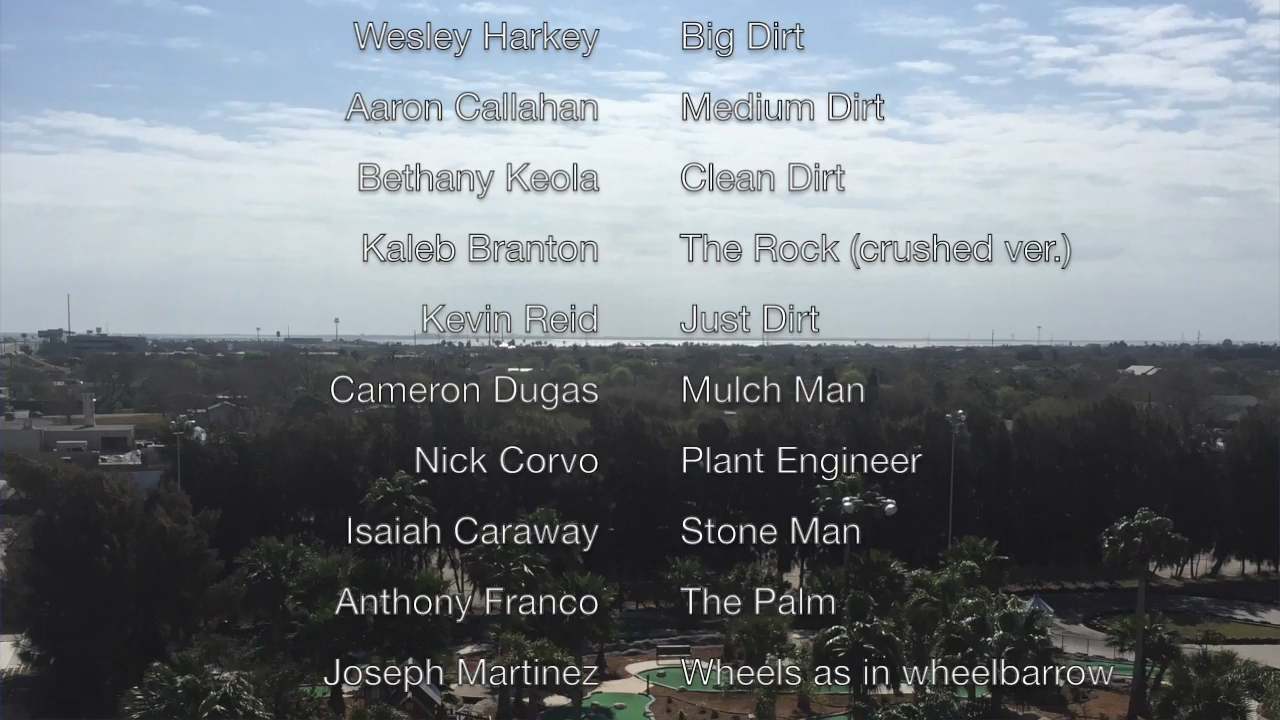 Wesley Harkey Big Dirt
Aaron Callahan Medium Dirt
Bethany Keola Clean Dirt
Kaleb Branton The Rock (crushed ver.)
Kevin Reid Just Dirt
Cameron Dugas Mulch Man
Nick Corvo Plant Engineer
Isaiah Caraway Stone Man
Anthony Franco The Palm
Joseph Martinez Wheels as in wheelbarrow